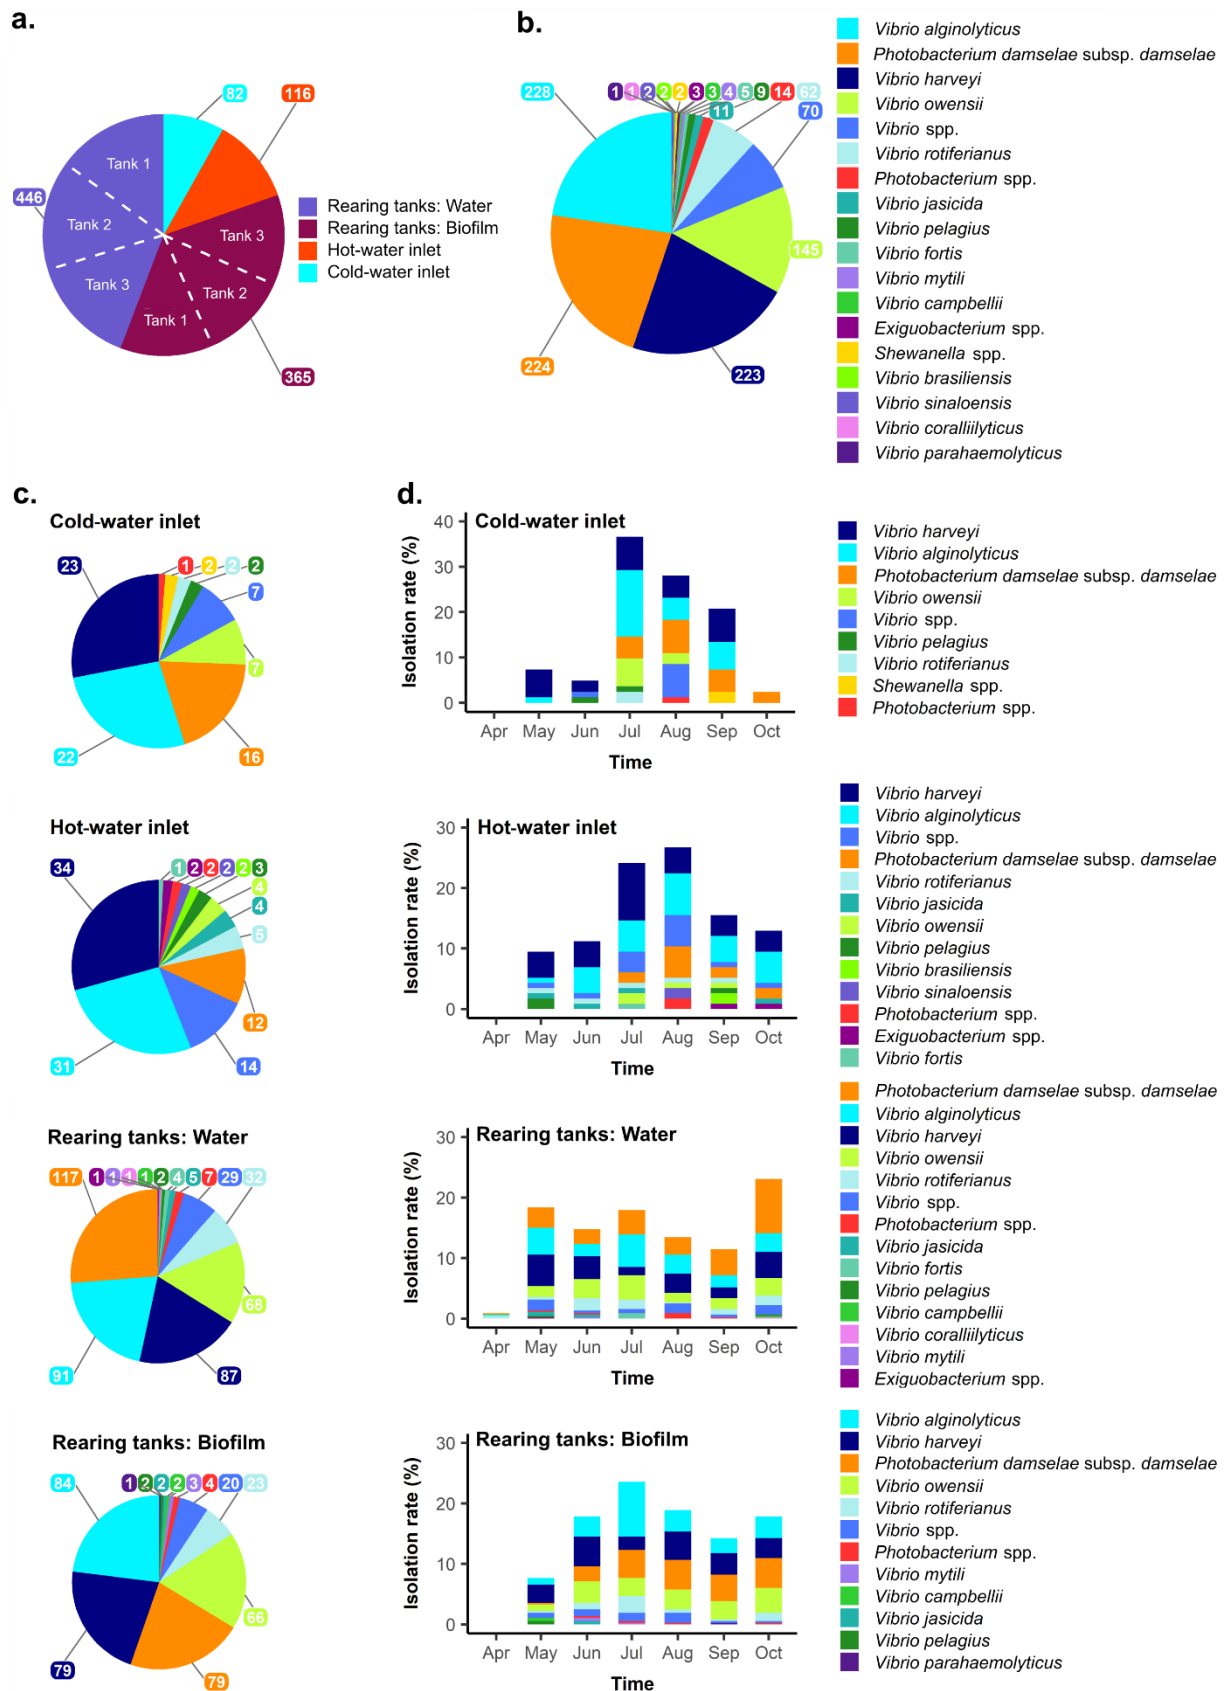 a.
82
116
Tank 1
446
Tank 2
Tank 3
Tank 3
Tank 2
Tank 1
365
Rearing tanks: Water
Rearing tanks: Biofilm
Hot-water inlet
Cold-water inlet
b.
228
1
1
2
2
2
3
3
4
5
9
14
62
11
70
145
224
223
Vibrio alginolyticus
Photobacterium damselae subsp. damselae
Vibrio harveyi
Vibrio owensii
Vibrio spp.
Vibrio rotiferianus
Photobacterium spp.
Vibrio jasicida
Vibrio pelagius
Vibrio fortis
Vibrio mytili
Vibrio campbellii
Exiguobacterium spp.
Shewanella spp.
Vibrio brasiliensis
Vibrio sinaloensis
Vibrio coralliilyticus
Vibrio parahaemolyticus
c.
Cold-water inlet
23
1
2
2
2
7
7
22
16
Hot-water inlet
34
1
2
2
2
2
3
4
4
5
12
31
14
Rearing tanks: Water
117
1
1
1
1
2
4
5
7
29
32
68
91
87
Rearing tanks: Biofilm
84
1
2
2
2
3
4
20
23
66
79
79
d.
Cold-water inlet
Isolation rate (%)
40
30
20
10
0
Apr May Jun Jul Aug Sep Oct
Time
Vibrio harveyi
Vibrio alginolyticus
Photobacterium damselae subsp. damselae
Vibrio owensii
Vibrio spp.
Vibrio pelagius
Vibrio rotiferianus
Shewanella spp.
Photobacterium spp.
Hot-water inlet
Isolation rate (%)
30
20
10
0
Apr May Jun Jul Aug Sep Oct
Time
Vibrio harveyi
Vibrio alginolyticus
Vibrio spp.
Photobacterium damselae subsp. damselae
Vibrio rotiferianus
Vibrio jasicida
Vibrio owensii
Vibrio pelagius
Vibrio brasiliensis
Vibrio sinaloensis
Photobacterium spp.
Exiguobacterium spp.
Vibrio fortis
Rearing tanks: Water
Isolation rate (%)
30
20
10
0
Apr May Jun Jul Aug Sep Oct
Time
Photobacterium damselae subsp. damselae
Vibrio alginolyticus
Vibrio harveyi
Vibrio owensii
Vibrio rotiferianus
Vibrio spp.
Photobacterium spp.
Vibrio jasicida
Vibrio fortis
Vibrio pelagius
Vibrio campbellii
Vibrio coralliilyticus
Vibrio mytili
Exiguobacterium spp.
Rearing tanks: Biofilm
Isolation rate (%)
30
20
10
0
Apr May Jun Jul Aug Sep Oct
Time
Vibrio alginolyticus
Vibrio harveyi
Photobacterium damselae subsp. damselae
Vibrio owensii
Vibrio rotiferianus
Vibrio spp.
Photobacterium spp.
Vibrio mytili
Vibrio campbellii
Vibrio jasicida
Vibrio pelagius
Vibrio parahaemolyticus